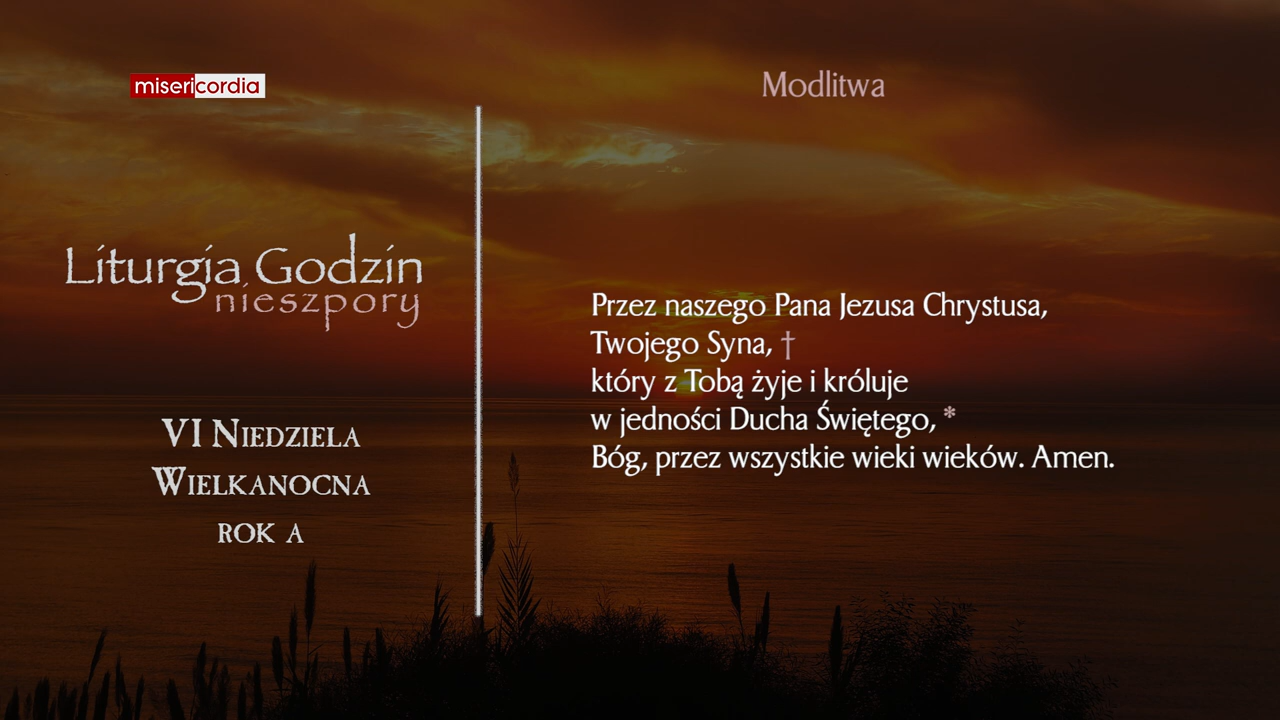 misericordia
Modlitwa
Liturgia Godzin
nieszpory
VI Niedziela
Wielkanocna
rok A
Przez naszego Pana Jezusa Chrystusa,
Twojego Syna, †
który z Tobą żyje i króluje
w jedności Ducha Świętego, *
Bóg, przez wszystkie wieki wieków. Amen.